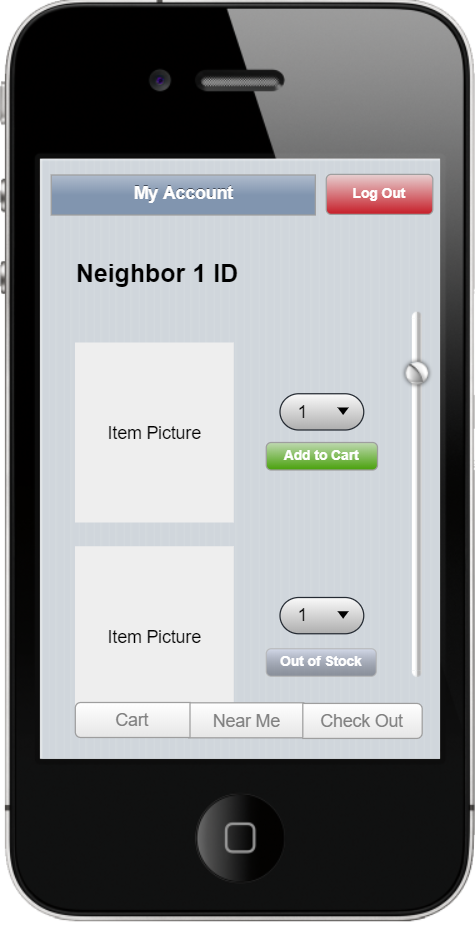 My Account
Log Out
Neighbor 1 ID
Item Picture
1
Add to Cart
Item Picture
1
Out of Stock
Cart
Near Me
Check Out